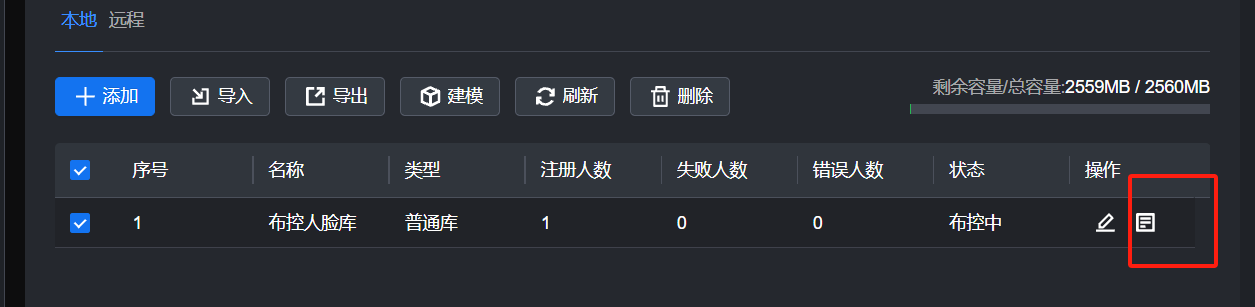 本地 远程
添加 导入 导出 建模 刷新 删除 剩余容量/总容量:2559MB / 2560MB
序号 名称 类型 注册人数 失败人数 错误人数 状态 操作
1 布控人脸库 普通库 1 0 0 布控中